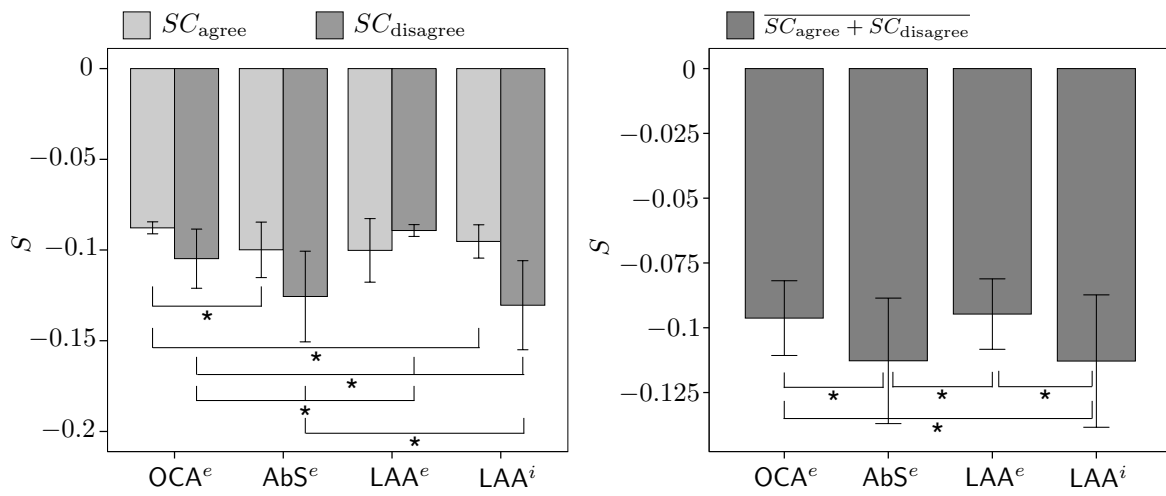 SC_agree SC_disagree
0
−0.05
−0.1
−0.15
−0.2
S
* * * * *
OCA^e AbS^e LAA^e LAA^i
\overline{SC_agree + SC_disagree}
0
−0.025
−0.05
−0.075
−0.1
−0.125
S
* * * *
OCA^e AbS^e LAA^e LAA^i